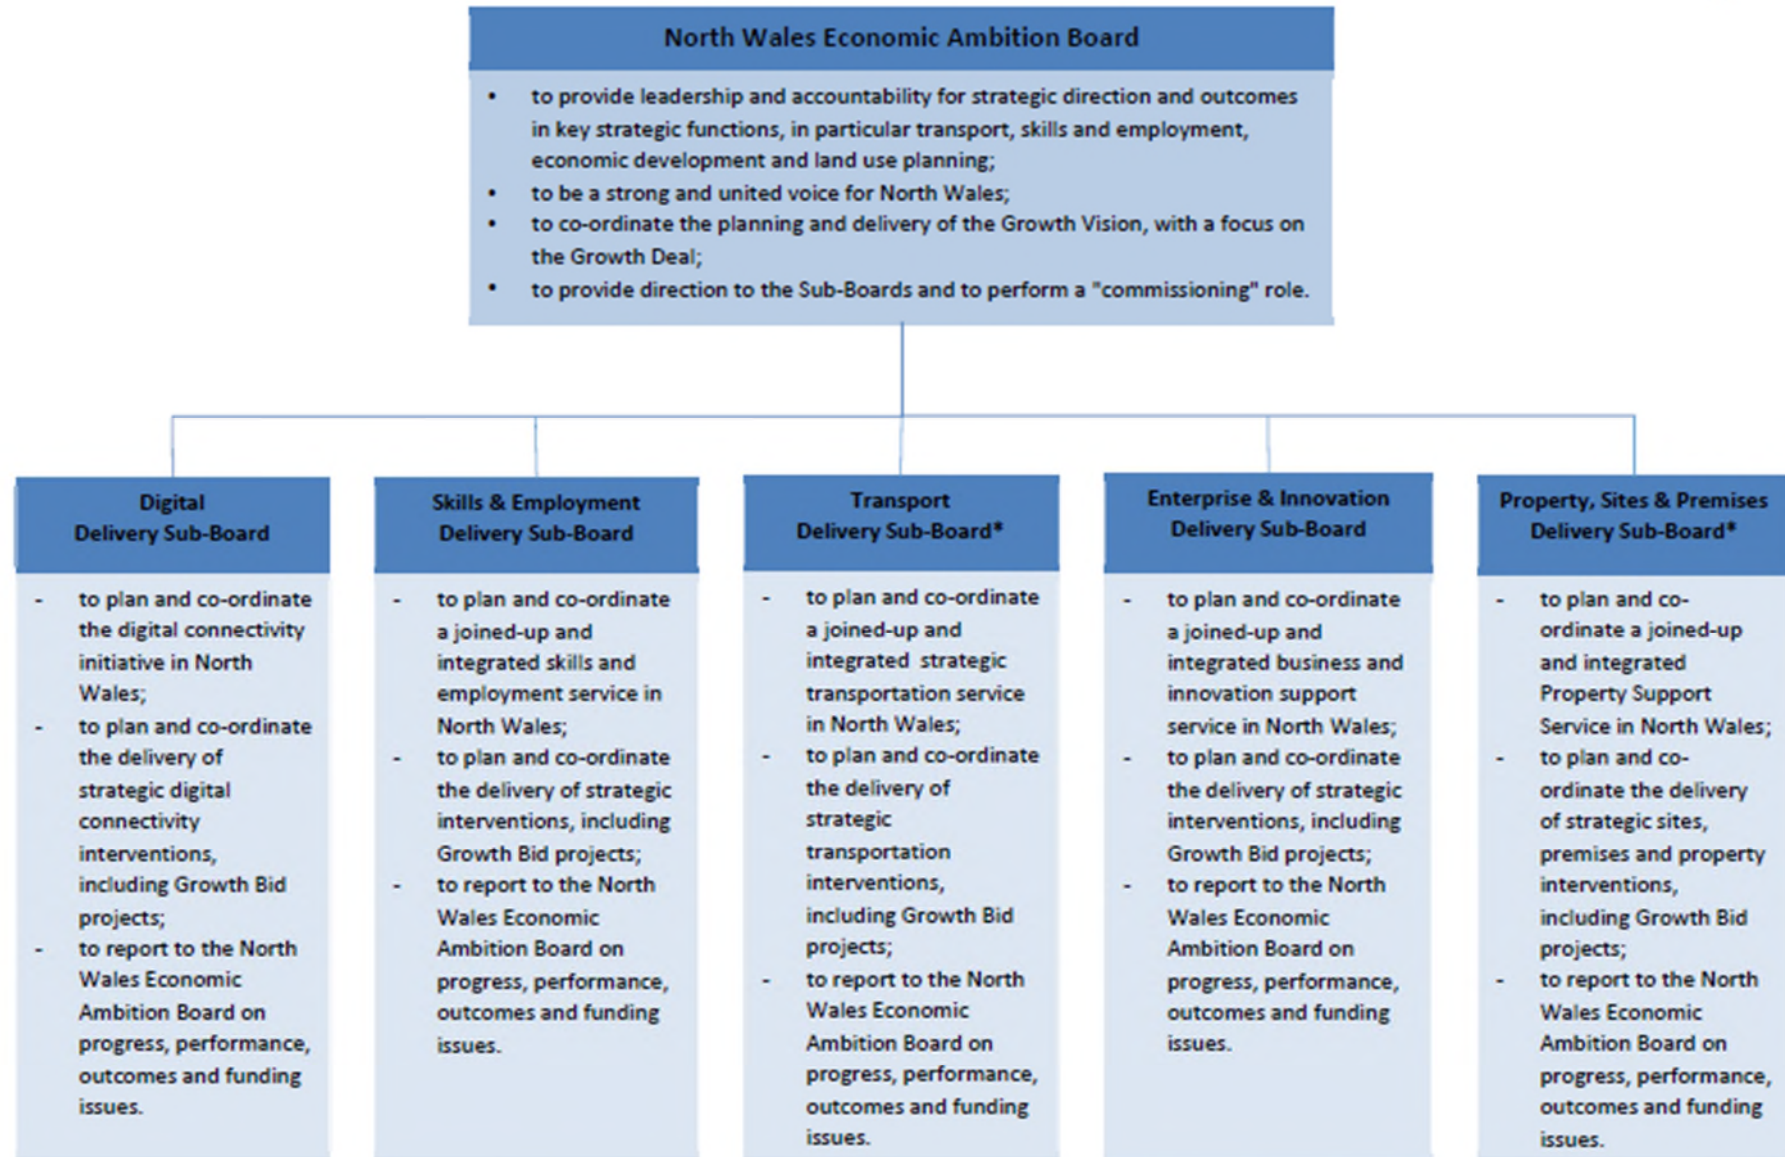 North Wales Economic Ambition Board
• to provide leadership and accountability for strategic direction and outcomes
in key strategic functions, in particular transport, skills and employment,
economic development and land use planning;
• to be a strong and united voice for North Wales;
• to co-ordinate the planning and delivery of the Growth Vision, with a focus on
the Growth Deal;
• to provide direction to the Sub-Boards and to perform a "commissioning" role.
Digital
Delivery Sub-Board
- to plan and co-ordinate
the digital connectivity
initiative in North
Wales;
- to plan and co-ordinate
the delivery of
strategic digital
connectivity
interventions,
including Growth Bid
projects;
- to report to the North
Wales Economic
Ambition Board on
progress, performance,
outcomes and funding
issues.
Skills & Employment
Delivery Sub-Board
- to plan and co-ordinate
a joined-up and
integrated skills and
employment service in
North Wales;
- to plan and co-ordinate
the delivery of strategic
interventions, including
Growth Bid projects;
- to report to the North
Wales Economic
Ambition Board on
progress, performance,
outcomes and funding
issues.
Transport
Delivery Sub-Board*
- to plan and co-ordinate
a joined-up and
integrated strategic
transportation service
in North Wales;
- to plan and co-ordinate
the delivery of
strategic
transportation
interventions,
including Growth Bid
projects;
- to report to the North
Wales Economic
Ambition Board on
progress, performance,
outcomes and funding
issues.
Enterprise & Innovation
Delivery Sub-Board
- to plan and co-ordinate
a joined-up and
integrated business and
innovation support
service in North Wales;
- to plan and co-ordinate
the delivery of strategic
interventions, including
Growth Bid projects;
- to report to the North
Wales Economic
Ambition Board on
progress, performance,
outcomes and funding
issues.
Property, Sites & Premises
Delivery Sub-Board*
- to plan and co-
ordinate a joined-up
and integrated
Property Support
Service in North Wales;
- to plan and co-
ordinate the delivery
of strategic sites,
premises and property
interventions,
including Growth Bid
projects;
- to report to the North
Wales Economic
Ambition Board on
progress, performance,
outcomes and funding
issues.